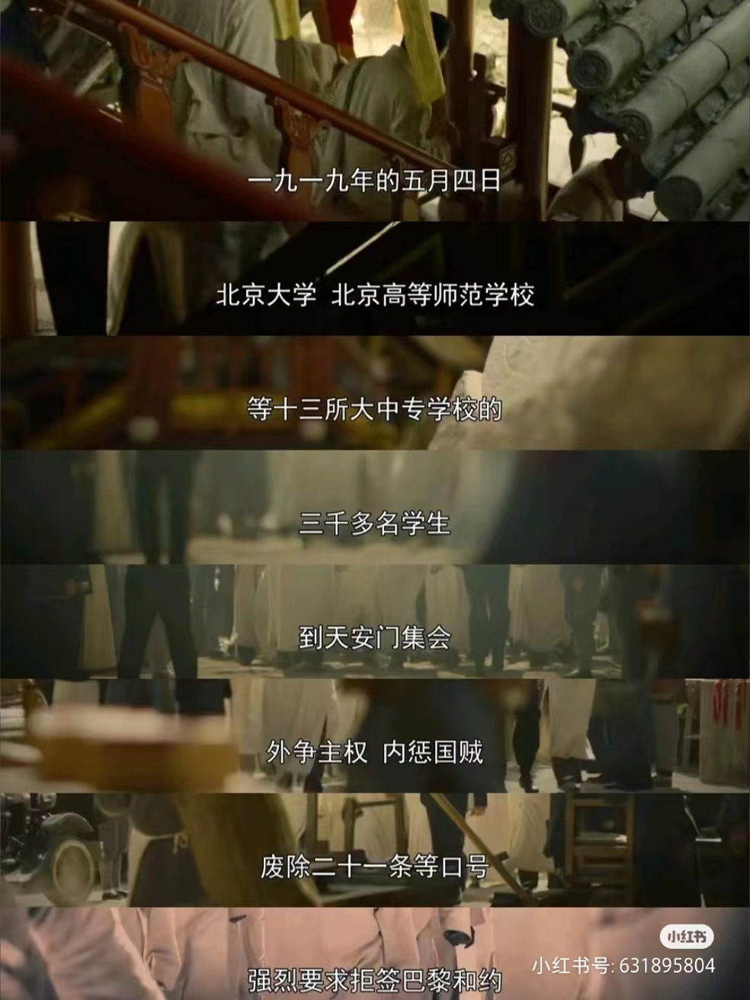 一九一九年的五月四日
北京大学 北京高等师范学校
等十三所大中专学校的
三千多名学生
到天安门集会
外争主权 内惩国贼
废除二十一条等口号
小红书
小红书号: 631895804
强烈要求拒签巴黎和约